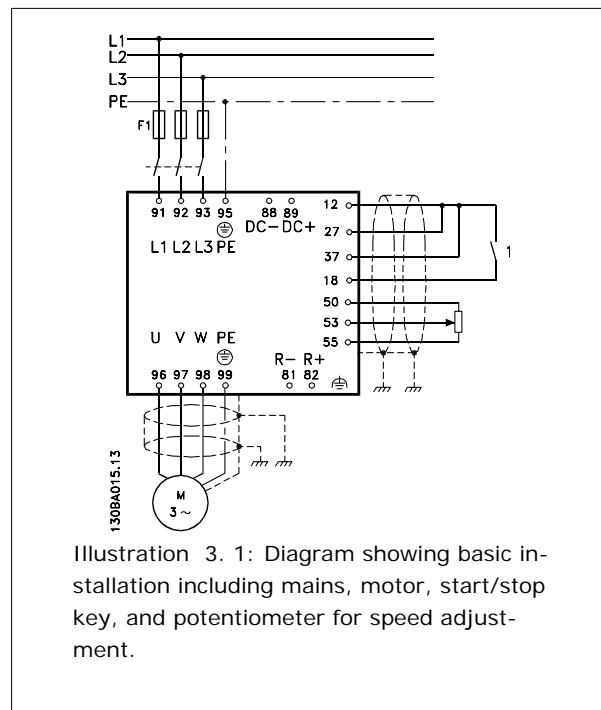 L1
L2
L3
PE
F1
91 92 93 95 88 89 12
DC- DC+
L1 L2 L3 PE
27
37
1
18
50
53
55
U V W PE
R- R+
96 97 98 99 81 82
M
3 ~
130BA015.13
Illustration 3. 1: Diagram showing basic in-
stallation including mains, motor, start/stop
key, and potentiometer for speed adjust-
ment.